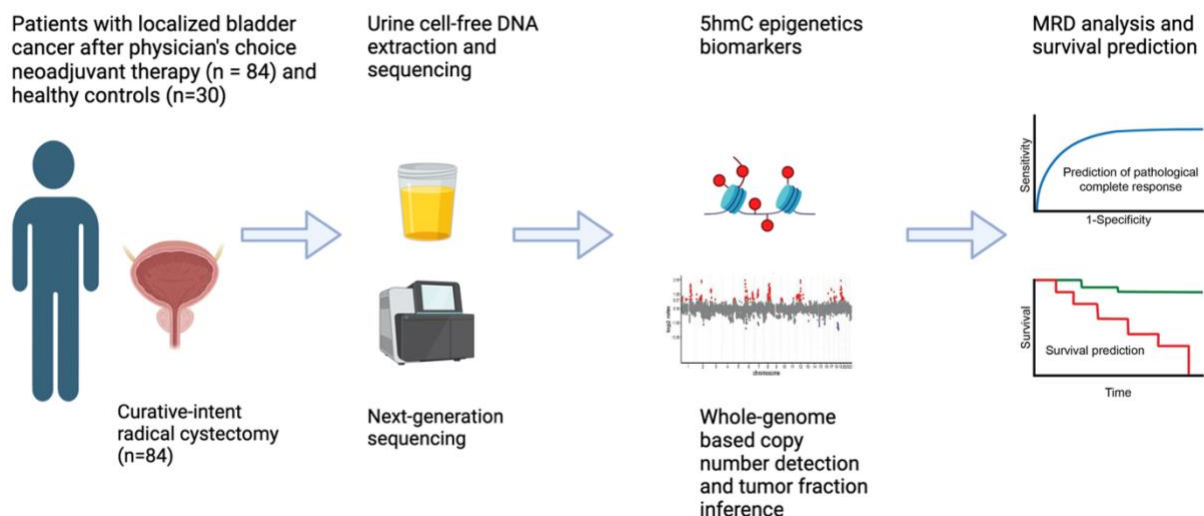 Patients with localized bladder
cancer after physician's choice
neoadjuvant therapy (n = 84) and
healthy controls (n=30)
Urine cell-free DNA
extraction and
sequencing
5hmC epigenetics
biomarkers
MRD analysis and
survival prediction
Sensitivity
Prediction of pathological
complete response
1-Specificity
Survival
Survival prediction
Time
chromosome
Curative-intent
radical cystectomy
(n=84)
Next-generation
sequencing
Whole-genome
based copy
number detection
and tumor fraction
inference